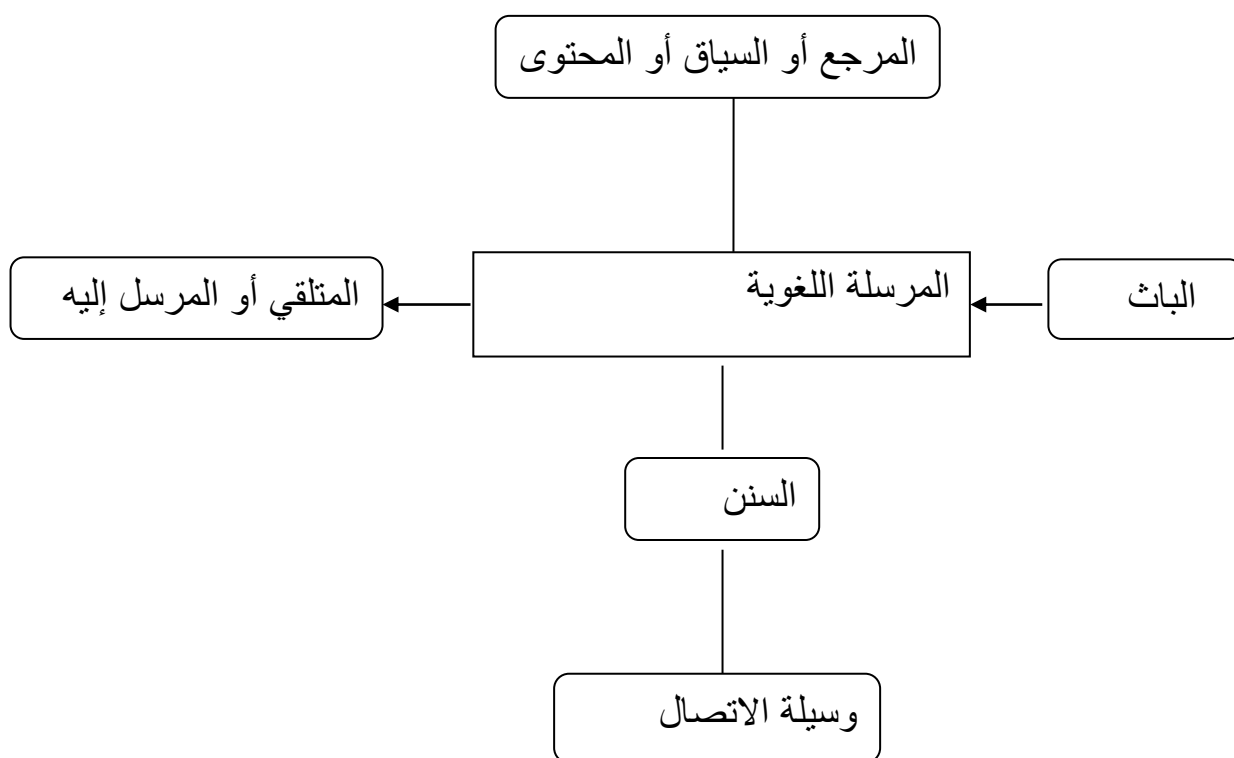 المرجع أو السياق أو المحتوى
الباث
المرسلة اللغوية
المتلقي أو المرسل إليه
السنن
وسيلة الاتصال